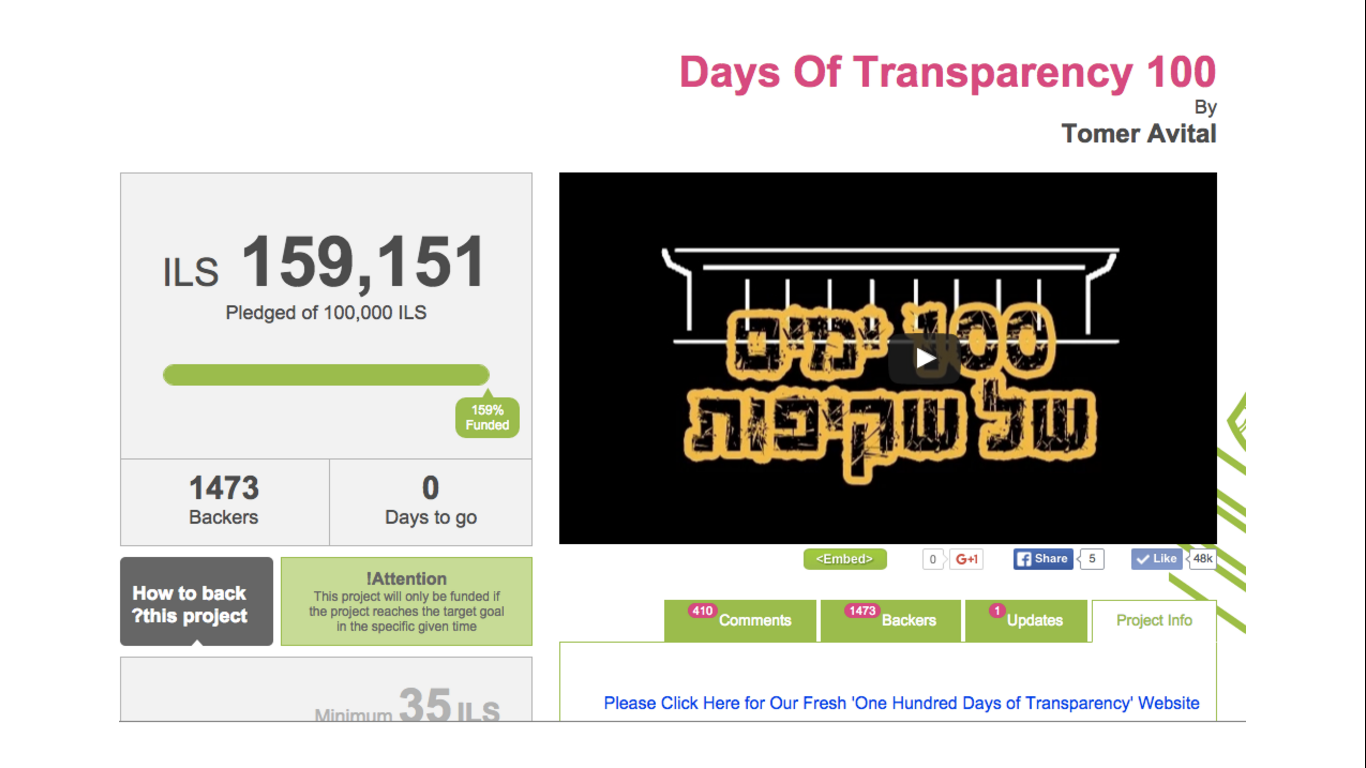 Days Of Transparency 100
By
Tomer Avital
ILS 159,151
Pledged of 100,000 ILS
159%
Funded
1473
Backers
0
Days to go
How to back
?this project
!Attention
This project will only be funded if
the project reaches the target goal
in the specific given time
Minimum 35 ILS
100 ימים
של שקיפות
<Embed>
0 G+1
Share 5
Like 48k
410 Comments
1473 Backers
1 Updates
Project Info
Please Click Here for Our Fresh 'One Hundred Days of Transparency' Website